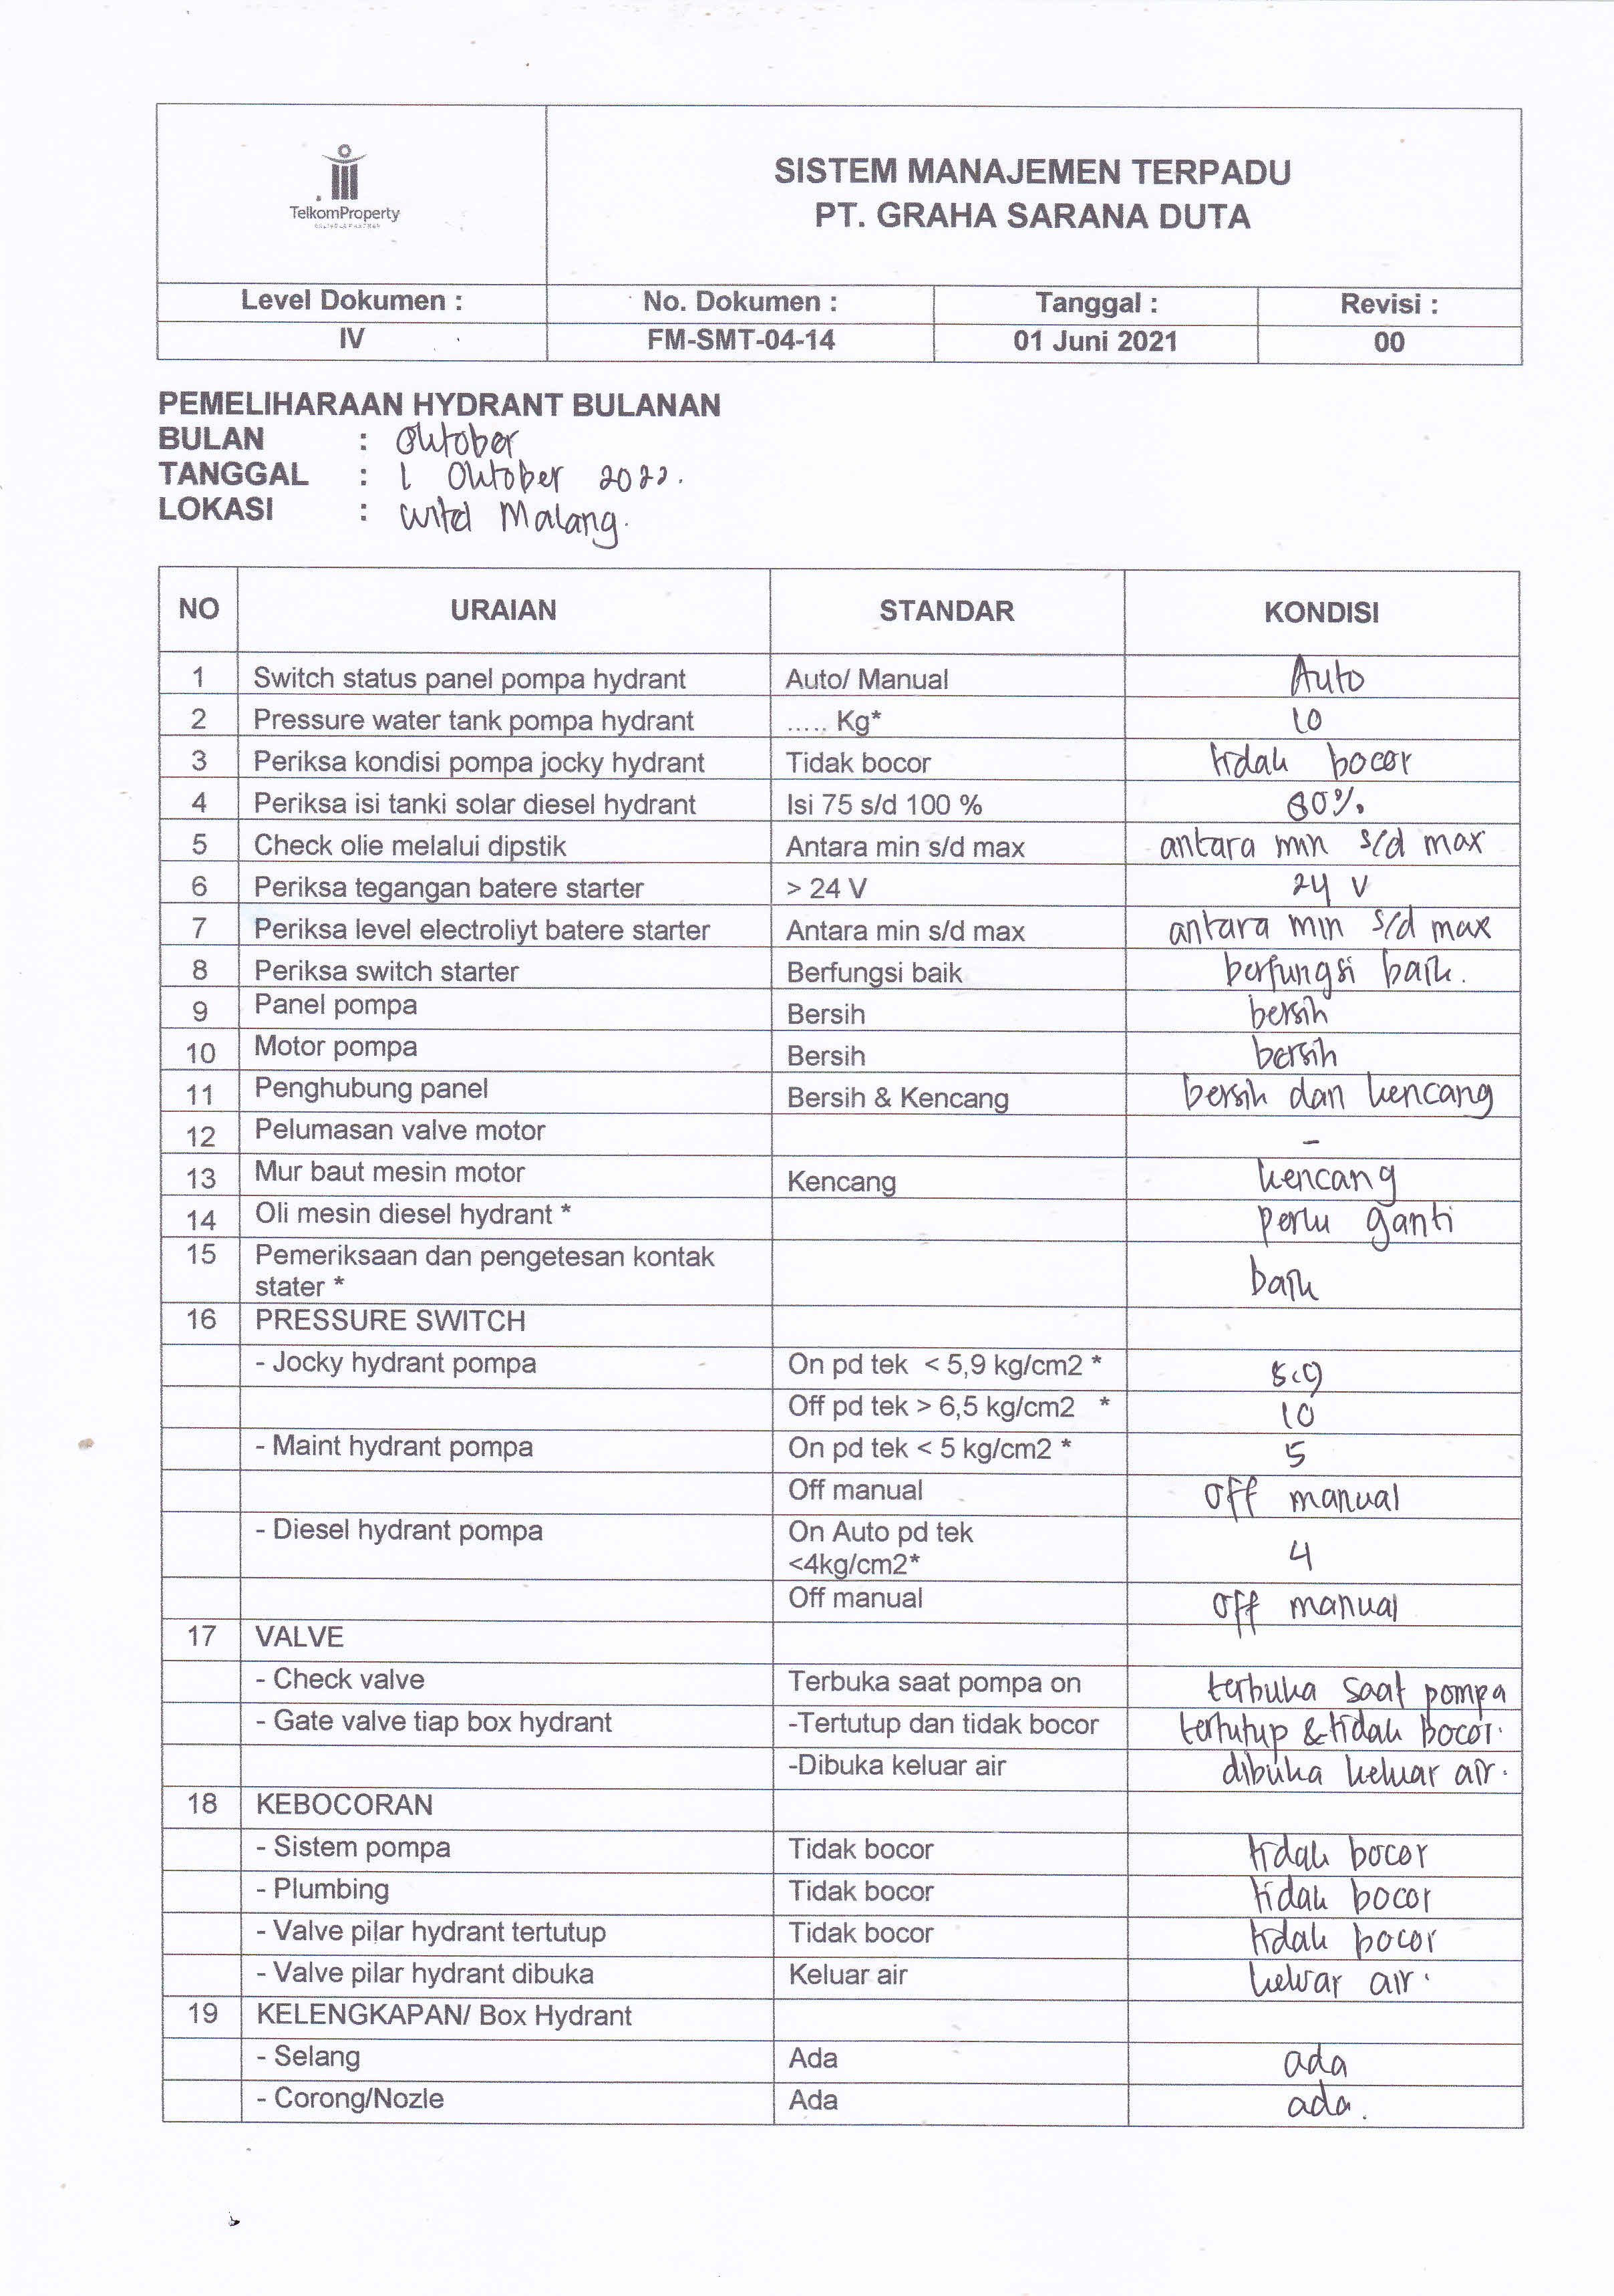 TelkomProperty
SISTEM MANAJEMEN TERPADU
PT. GRAHA SARANA DUTA
Level Dokumen : No. Dokumen : Tanggal : Revisi :
IV FM-SMT-04-14 01 Juni 2021 00
PEMELIHARAAN HYDRANT BULANAN
BULAN : Oktober
TANGGAL : 1 Oktober 2022.
LOKASI : Witel Malang.
NO URAIAN STANDAR KONDISI
1 Switch status panel pompa hydrant Auto/ Manual Auto
2 Pressure water tank pompa hydrant ..... Kg* 10
3 Periksa kondisi pompa jocky hydrant Tidak bocor tidak bocor
4 Periksa isi tanki solar diesel hydrant Isi 75 s/d 100 % 80%
5 Check olie melalui dipstik Antara min s/d max antara min s/d max
6 Periksa tegangan batere starter > 24 V 24 V
7 Periksa level electroliyt batere starter Antara min s/d max antara min s/d max
8 Periksa switch starter Berfungsi baik berfungsi baik.
9 Panel pompa Bersih bersih
10 Motor pompa Bersih bersih
11 Penghubung panel Bersih & Kencang bersih dan kencang
12 Pelumasan valve motor -
13 Mur baut mesin motor Kencang kencang
14 Oli mesin diesel hydrant * perlu ganti
15 Pemeriksaan dan pengetesan kontak
stater * baik
16 PRESSURE SWITCH
- Jocky hydrant pompa On pd tek < 5,9 kg/cm2 * 5,9
Off pd tek > 6,5 kg/cm2 * 10
- Maint hydrant pompa On pd tek < 5 kg/cm2 * 5
Off manual off manual
- Diesel hydrant pompa On Auto pd tek
<4kg/cm2* 4
Off manual off manual
17 VALVE
- Check valve Terbuka saat pompa on terbuka saat pompa
- Gate valve tiap box hydrant -Tertutup dan tidak bocor tertutup & tidak bocor.
-Dibuka keluar air dibuka keluar air.
18 KEBOCORAN
- Sistem pompa Tidak bocor tidak bocor
- Plumbing Tidak bocor tidak bocor
- Valve pilar hydrant tertutup Tidak bocor tidak bocor
- Valve pilar hydrant dibuka Keluar air keluar air.
19 KELENGKAPAN/ Box Hydrant
- Selang Ada ada
- Corong/Nozle Ada ada.